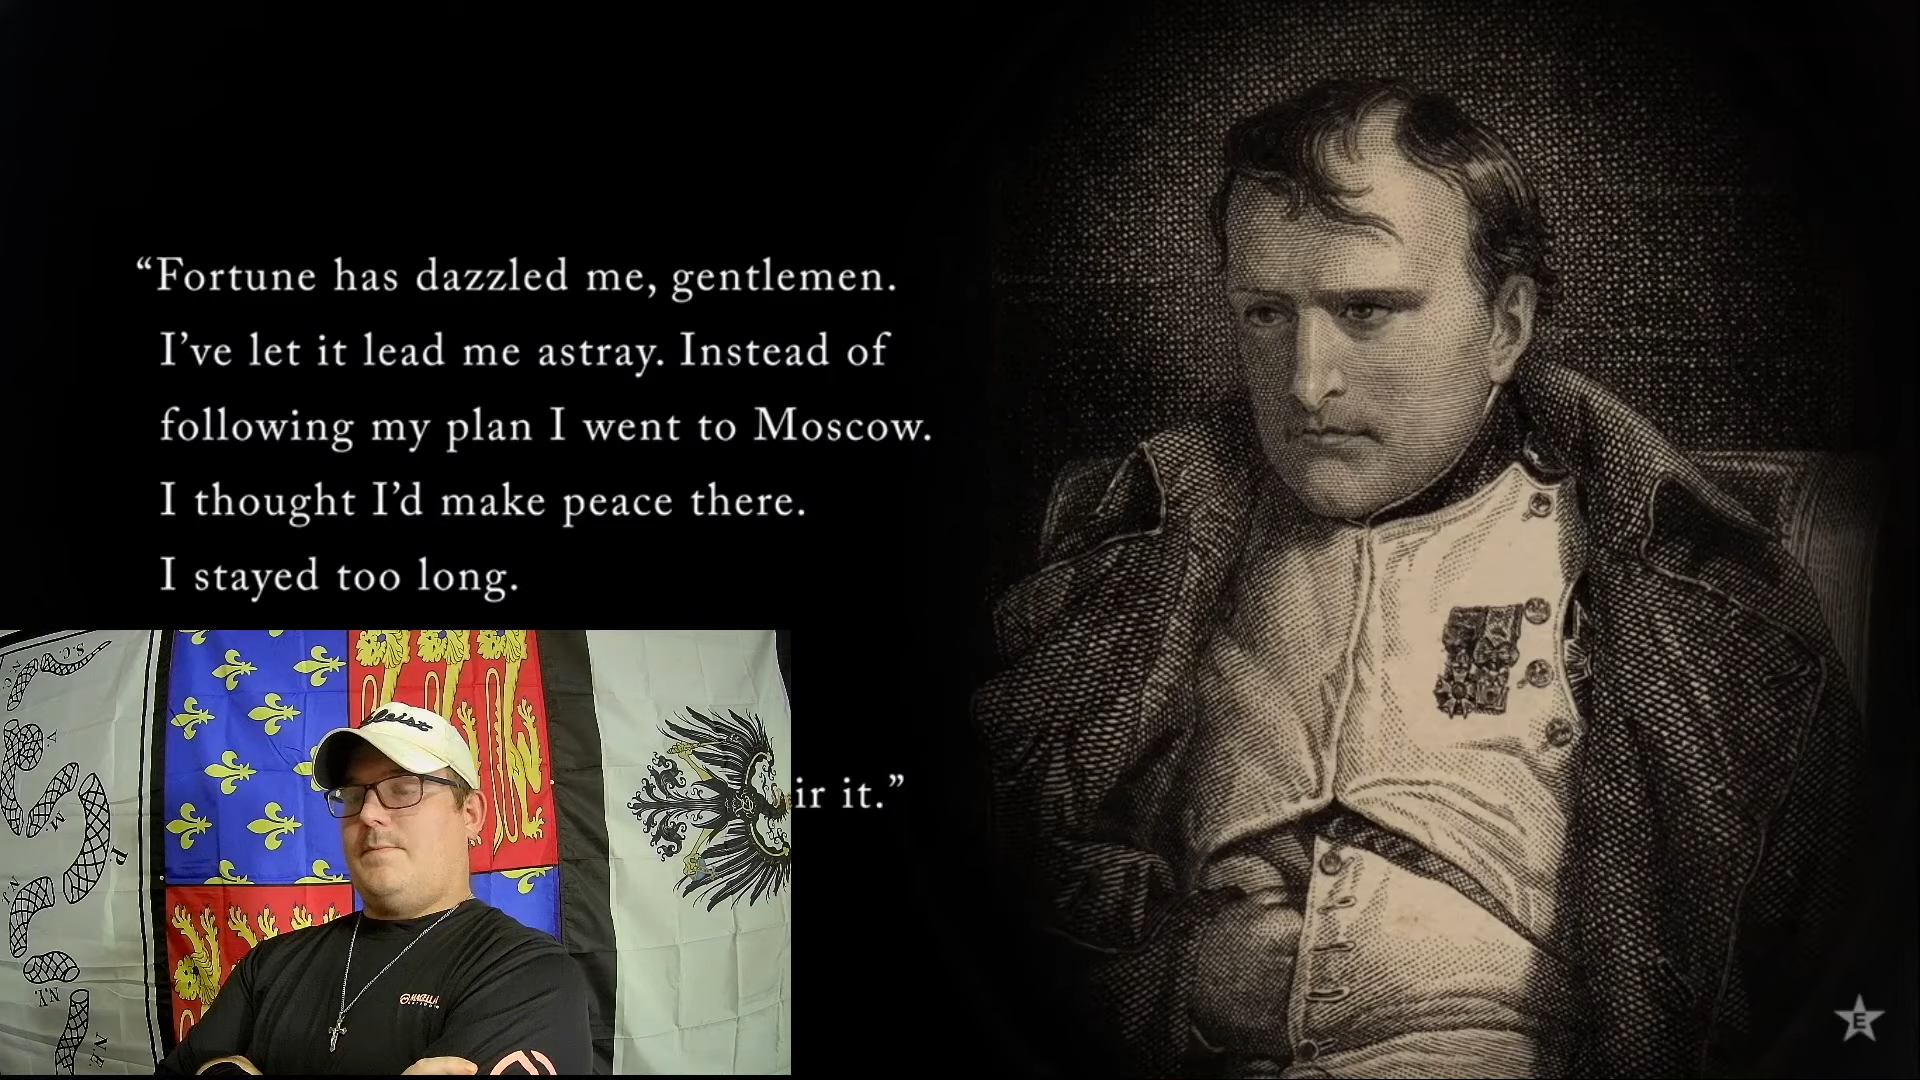 “Fortune has dazzled me, gentlemen.
I’ve let it lead me astray. Instead of
following my plan I went to Moscow.
I thought I’d make peace there.
I stayed too long.
ir it.”
S.C.
N.C.
V.
M.
P.
N.J.
N.Y.
N.E.
E